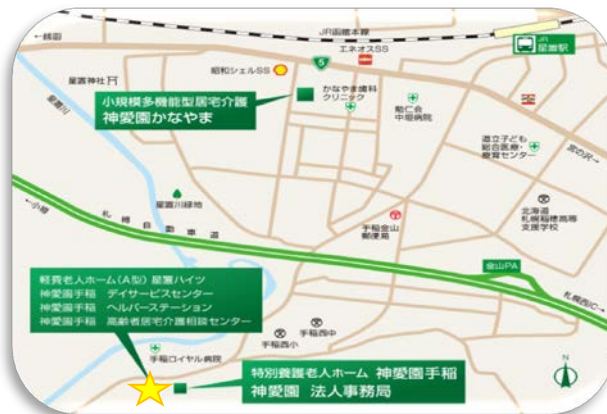 ←銭函
JR函館本線
エネオスSS
JR
星置駅
5
昭和シェルSS
星置神社
小規模多機能型居宅介護
神愛園かなやま
かなやま歯科
クリニック
勉仁会
中垣病院
星置川
道立子ども
総合医療・
療育センター
宮の沢→
星置川緑地
北海道
札幌稲穂高等
支援学校
手稲金山
郵便局
←小樽
札樽自動車道
金山PA
札幌西IC→
軽費老人ホーム(A型) 星置ハイツ
神愛園手稲 デイサービスセンター
神愛園手稲 ヘルパーステーション
神愛園手稲 高齢者居宅介護相談センター
手稲西小
手稲西中
手稲ロイヤル病院
特別養護老人ホーム 神愛園手稲
神愛園 法人事務局
N